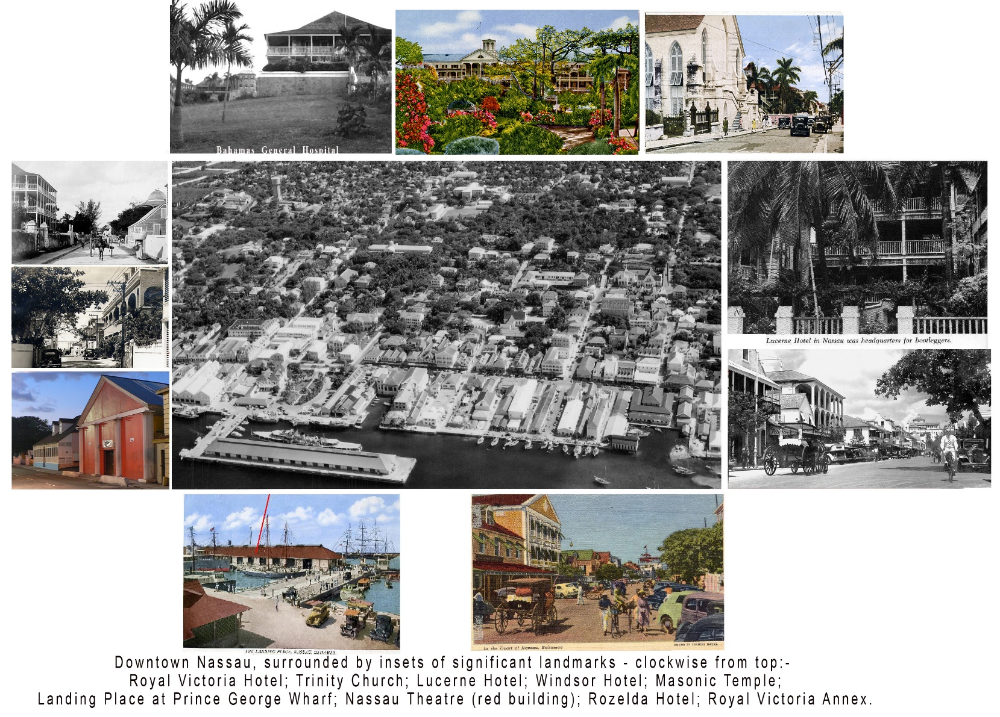 Bahamas General Hospital
Lucerne Hotel in Nassau was headquarters for bootleggers.
THE LANDING PLACE, NASSAU, BAHAMAS.
In the Heart of Nassau, Bahamas
PHOTO BY FREDERIC MAURA
Downtown Nassau, surrounded by insets of significant landmarks - clockwise from top:-
Royal Victoria Hotel; Trinity Church; Lucerne Hotel; Windsor Hotel; Masonic Temple;
Landing Place at Prince George Wharf; Nassau Theatre (red building); Rozelda Hotel; Royal Victoria Annex.